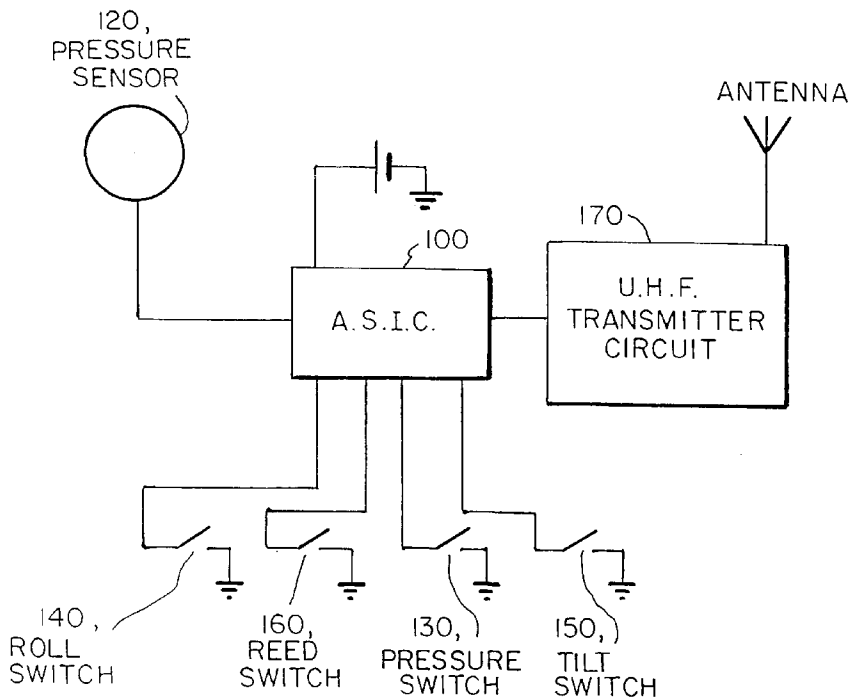 120,
PRESSURE
SENSOR
ANTENNA
100
170
A.S.I.C.
U.H.F.
TRANSMITTER
CIRCUIT
140,
ROLL
SWITCH
160,
REED
SWITCH
130,
PRESSURE
SWITCH
150,
TILT
SWITCH